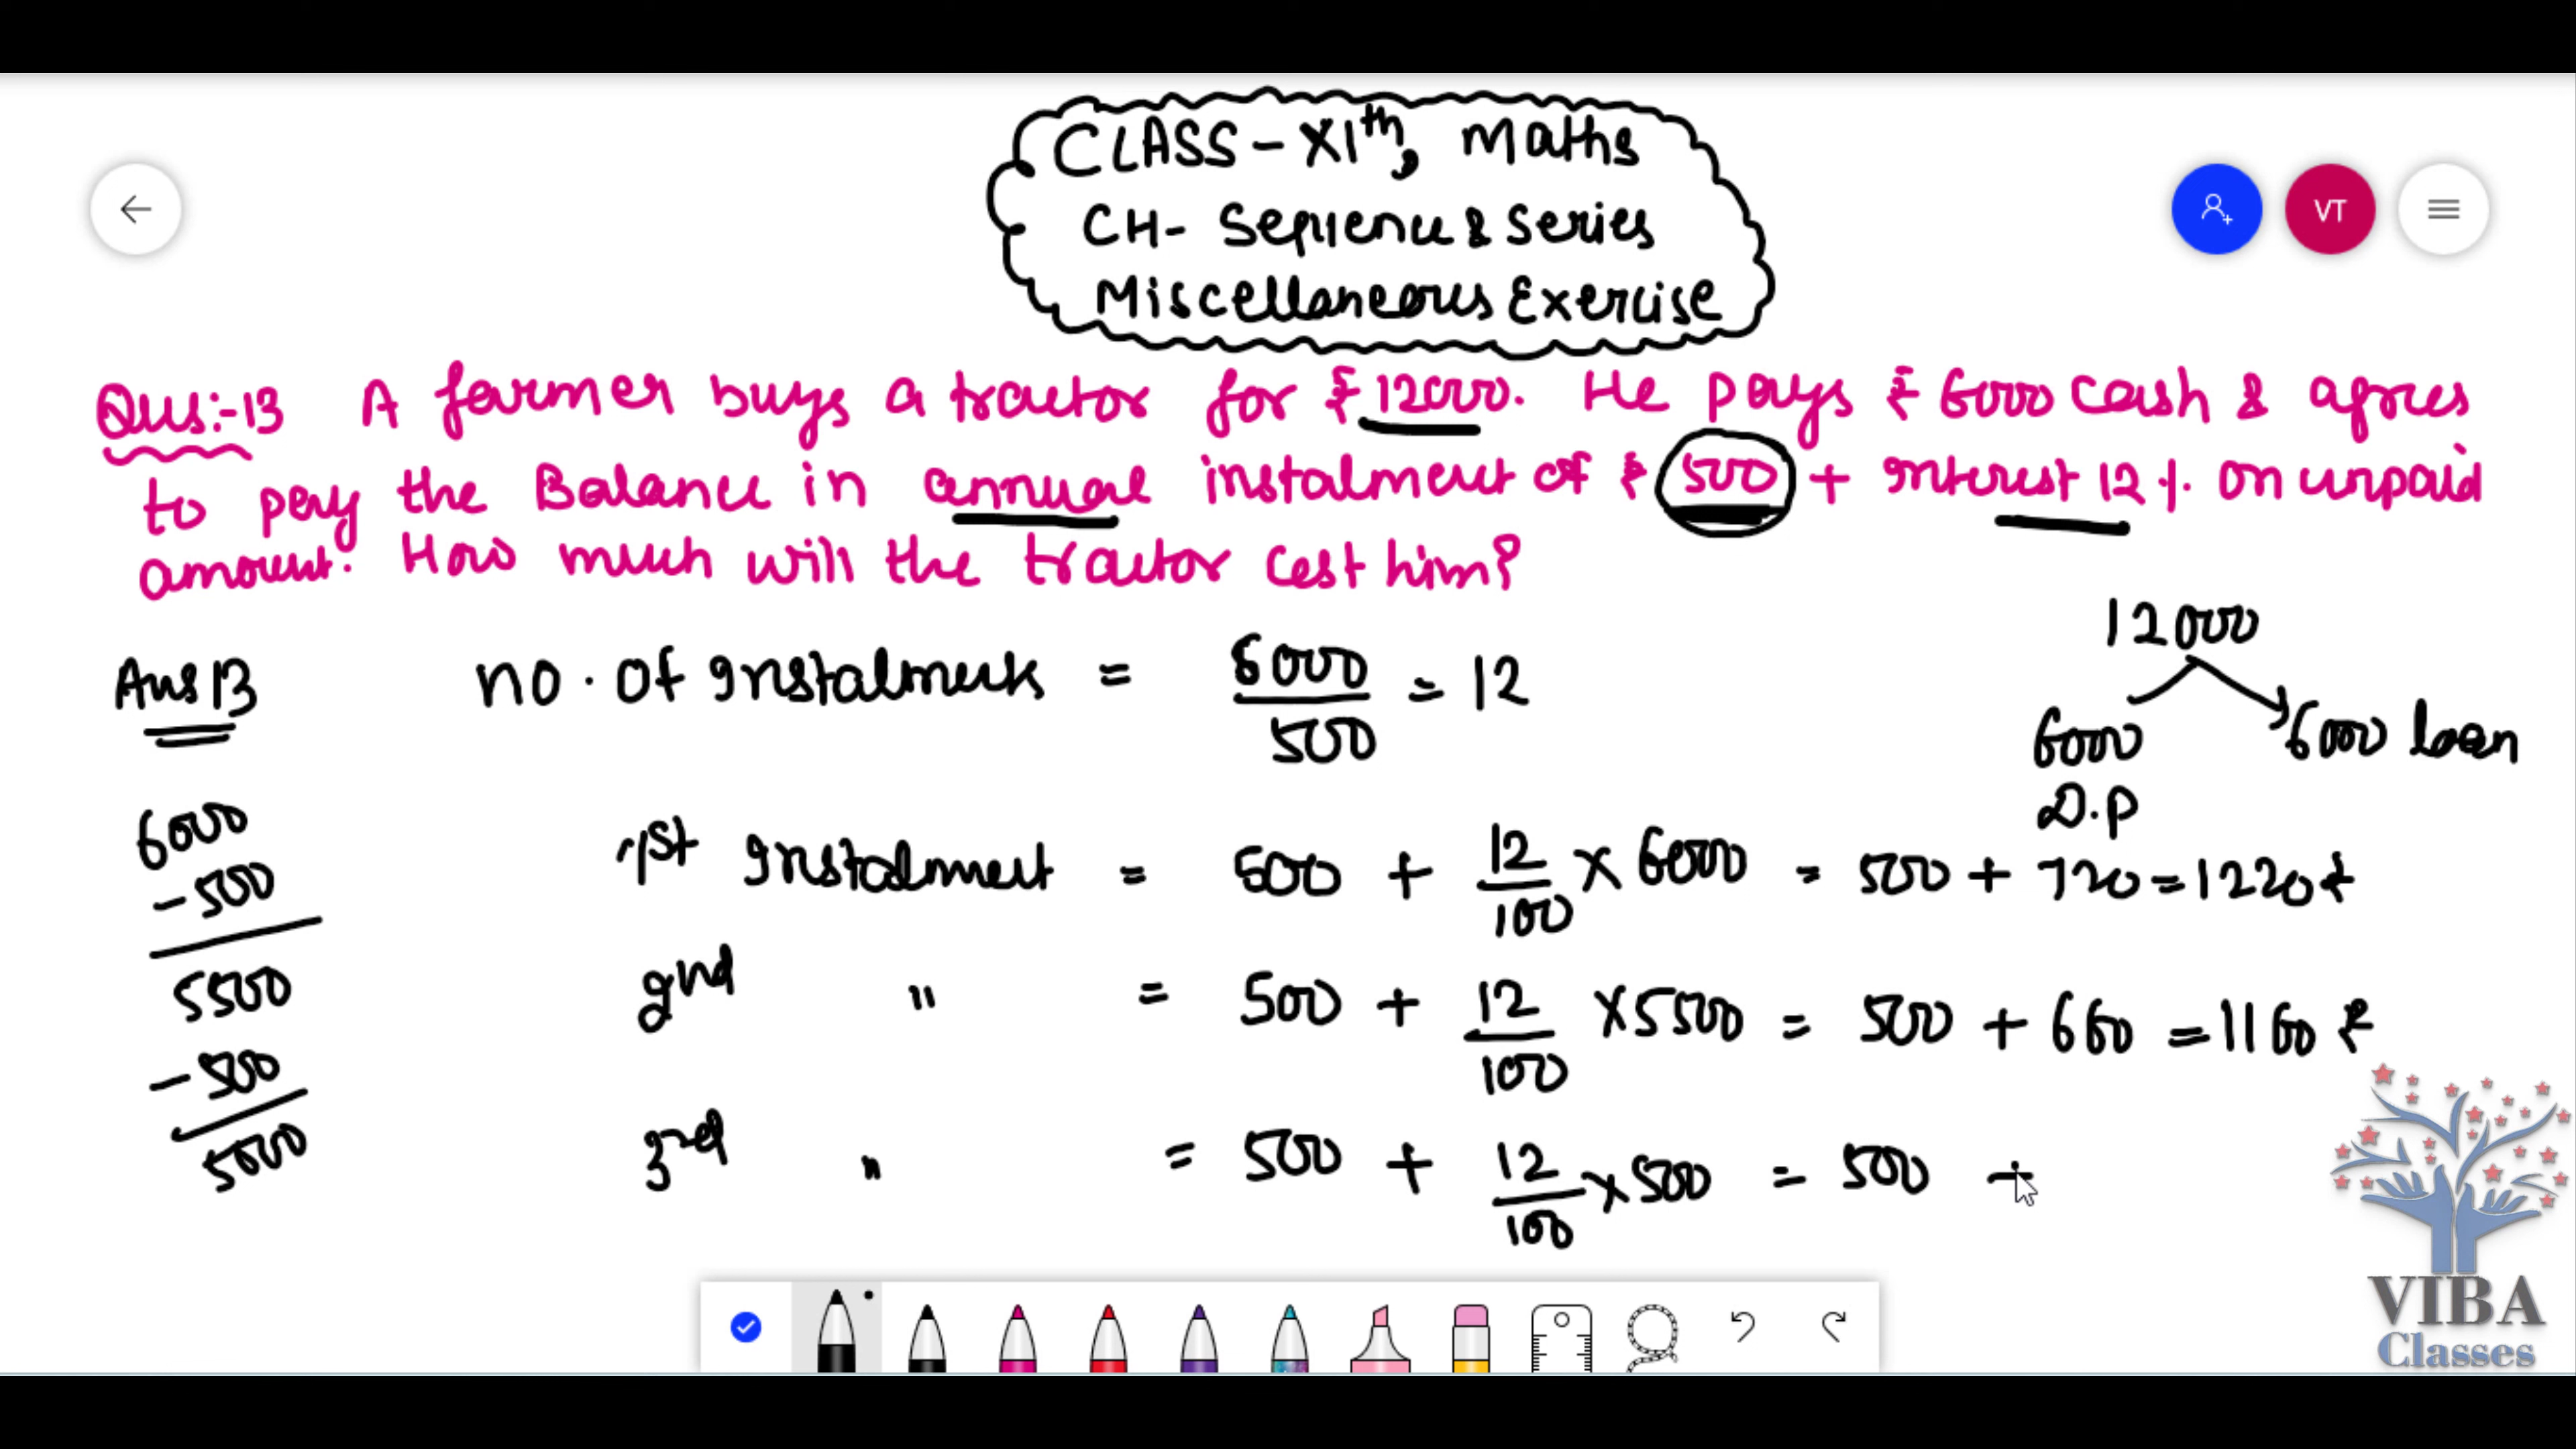 CLASS-XIth, Maths
CH- Sequence & Series
Miscellaneous Exercise
VT
Qus:-13 A farmer buys a tractor for ₹ 12000. He pays ₹ 6000 cash & agrees
to pay the Balance in annual instalment of ₹ 500 + interest 12 %. on unpaid
amount. How much will the tractor cost him?
12000
6000 6000 loan
D.P
Ans 13 no. of instalments = 6000/500 = 12
6000
-500
5500
-500
5000
1st Instalment = 500 + 12/100 × 6000 = 500 + 720 = 1220 ₹
2nd " = 500 + 12/100 × 5500 = 500 + 660 = 1160 ₹
3rd " = 500 + 12/100 × 500 = 500 +
VIBA
Classes